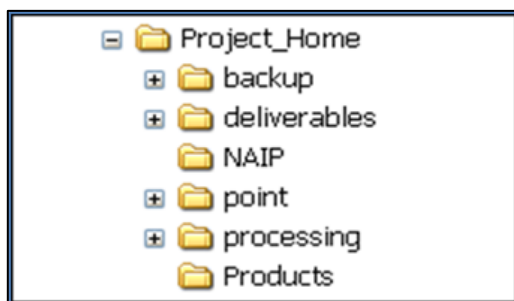 Project_Home
backup
deliverables
NAIP
point
processing
Products